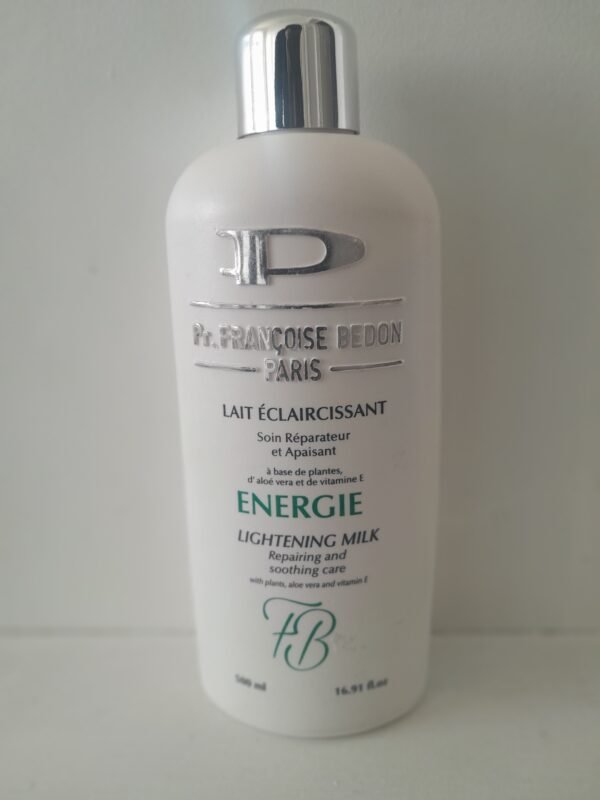 P
Pr. FRANÇOISE BEDON
PARIS
LAIT ÉCLAIRCISSANT
Soin Réparateur
et Apaisant
à base de plantes,
d'aloé vera et de vitamine E
ENERGIE
LIGHTENING MILK
Repairing and
soothing care
with plants, aloe vera and vitamin E
FB
500 ml 16.91 fl.oz